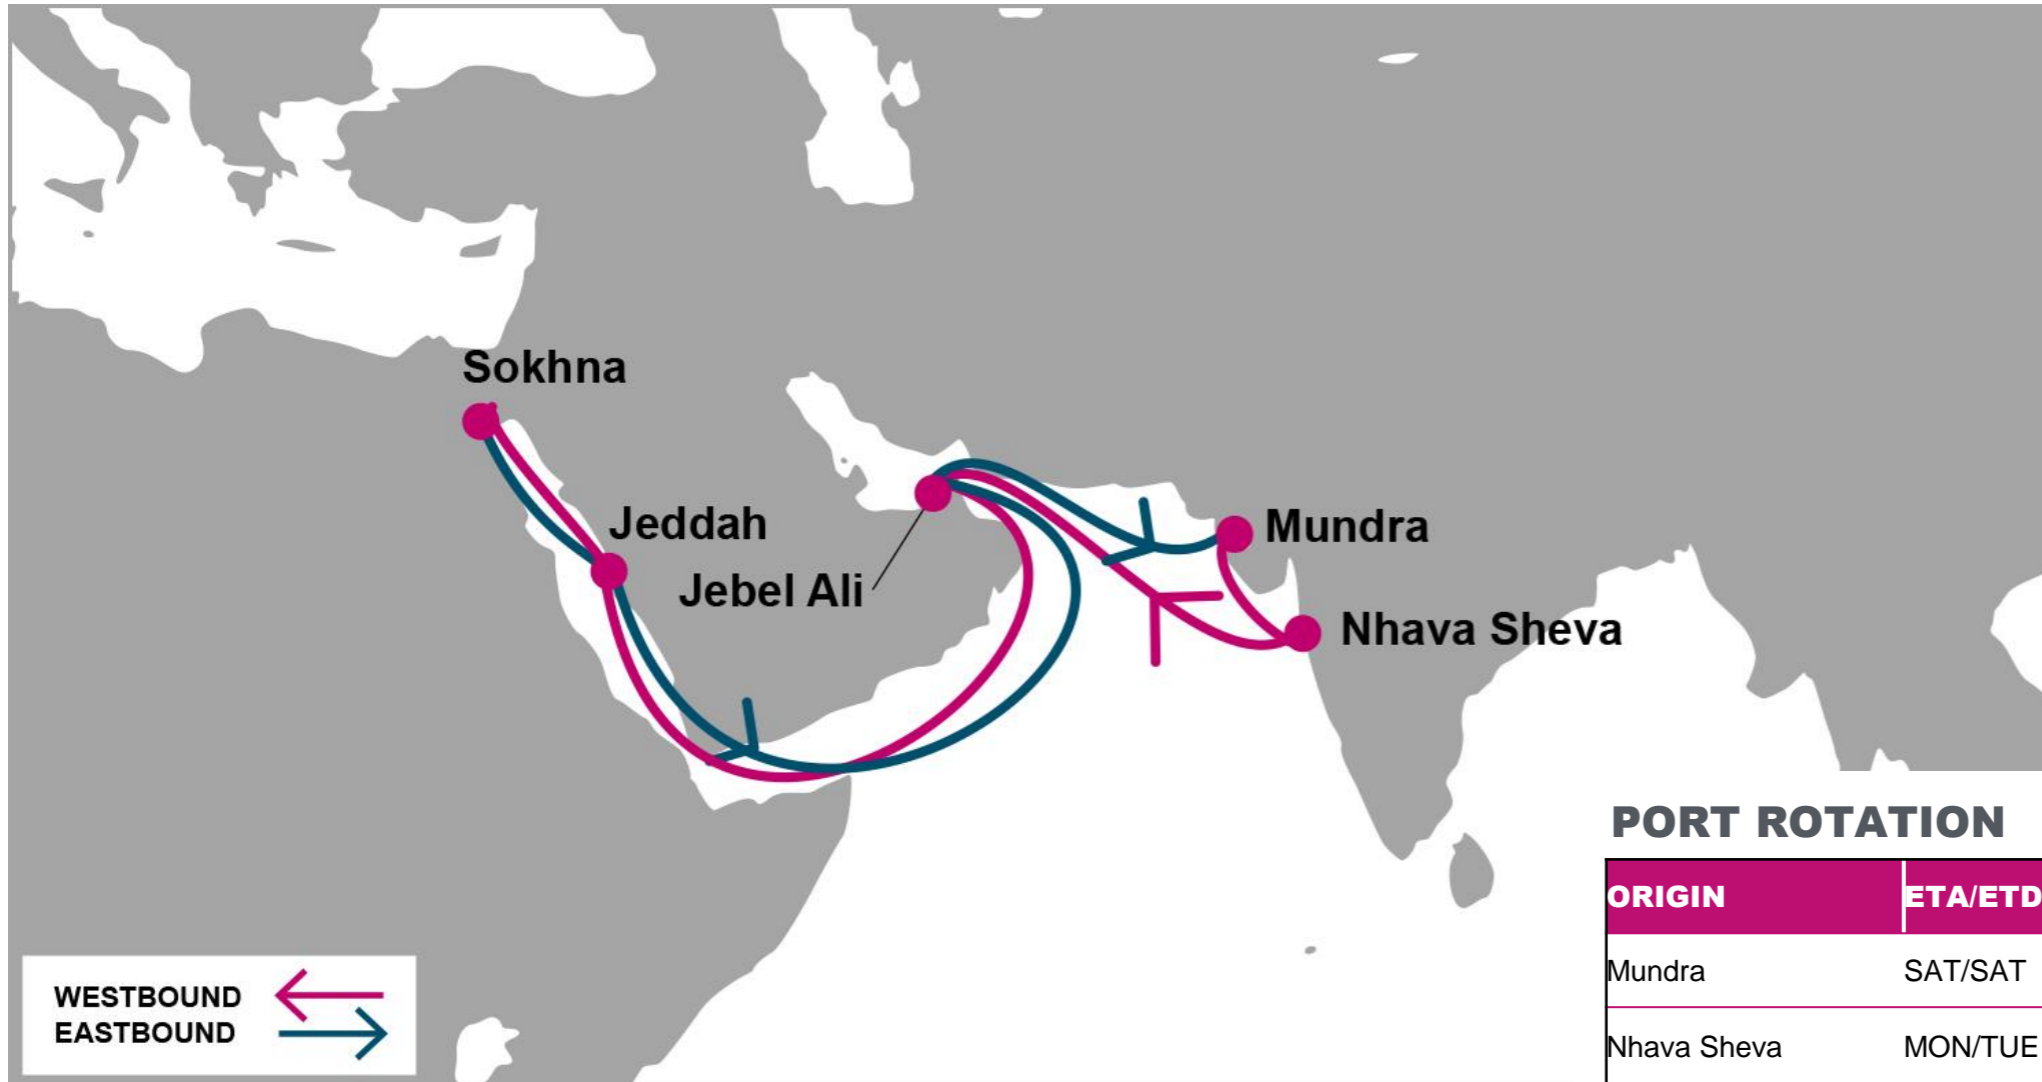 Sokhna
Jeddah
Jebel Ali
Mundra
Nhava Sheva
WESTBOUND
EASTBOUND
PORT ROTATION
ORIGIN ETA/ETD
Mundra SAT/SAT
Nhava Sheva MON/TUE